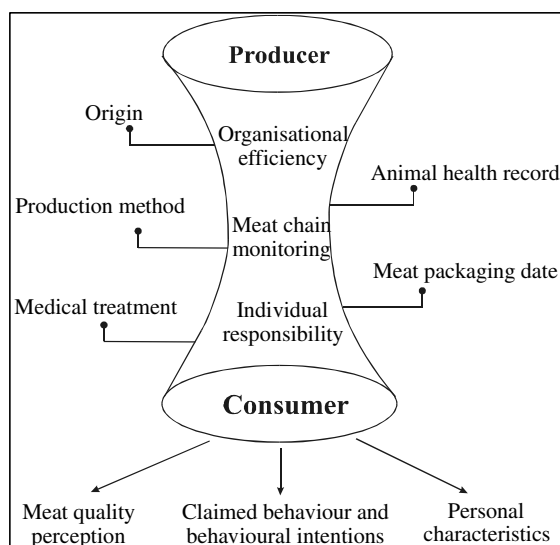 Producer
Origin
Organisational
efficiency
Animal health record
Production method
Meat chain
monitoring
Meat packaging date
Medical treatment
Individual
responsibility
Consumer
Meat quality
perception
Claimed behaviour and
behavioural intentions
Personal
characteristics